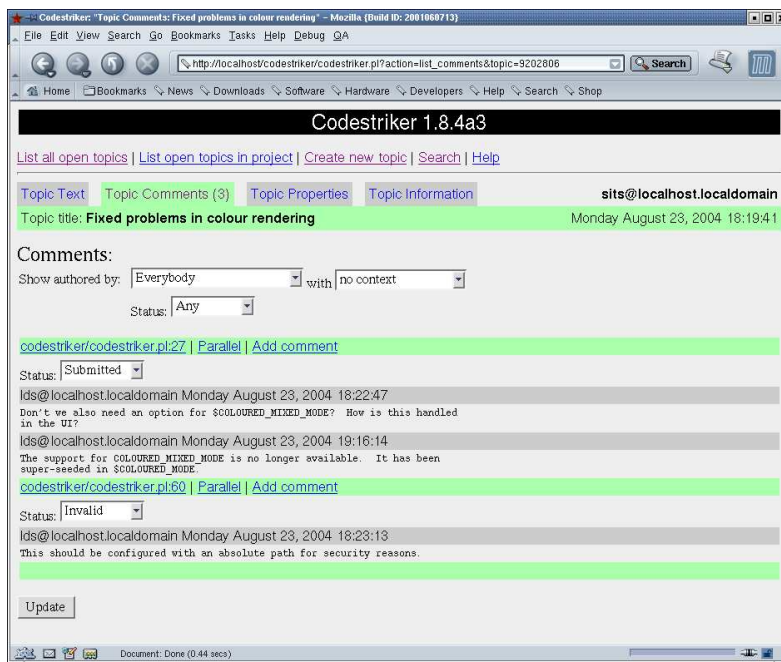 Codestriker: "Topic Comments: Fixed problems in colour rendering" - Mozilla {Build ID: 2001060713}
File Edit View Search Go Bookmarks Tasks Help Debug QA
http://localhost/codestriker/codestriker.pl?action=list_comments&topic=9202806 Search
Home Bookmarks News Downloads Software Hardware Developers Help Search Shop
Codestriker 1.8.4a3
List all open topics | List open topics in project | Create new topic | Search | Help
Topic Text Topic Comments (3) Topic Properties Topic Information sits@localhost.localdomain
Topic title: Fixed problems in colour rendering Monday August 23, 2004 18:19:41
Comments:
Show authored by: Everybody with no context
Status: Any
codestriker/codestriker.pl:27 | Parallel | Add comment
Status: Submitted
lds@localhost.localdomain Monday August 23, 2004 18:22:47
Don't we also need an option for $COLOURED_MIXED_MODE? How is this handled
in the UI?
lds@localhost.localdomain Monday August 23, 2004 19:16:14
The support for COLOURED_MIXED_MODE is no longer available. It has been
super-seeded in $COLOURED_MODE.
codestriker/codestriker.pl:60 | Parallel | Add comment
Status: Invalid
lds@localhost.localdomain Monday August 23, 2004 18:23:13
This should be configured with an absolute path for security reasons.
Update
Document: Done (0.44 secs)